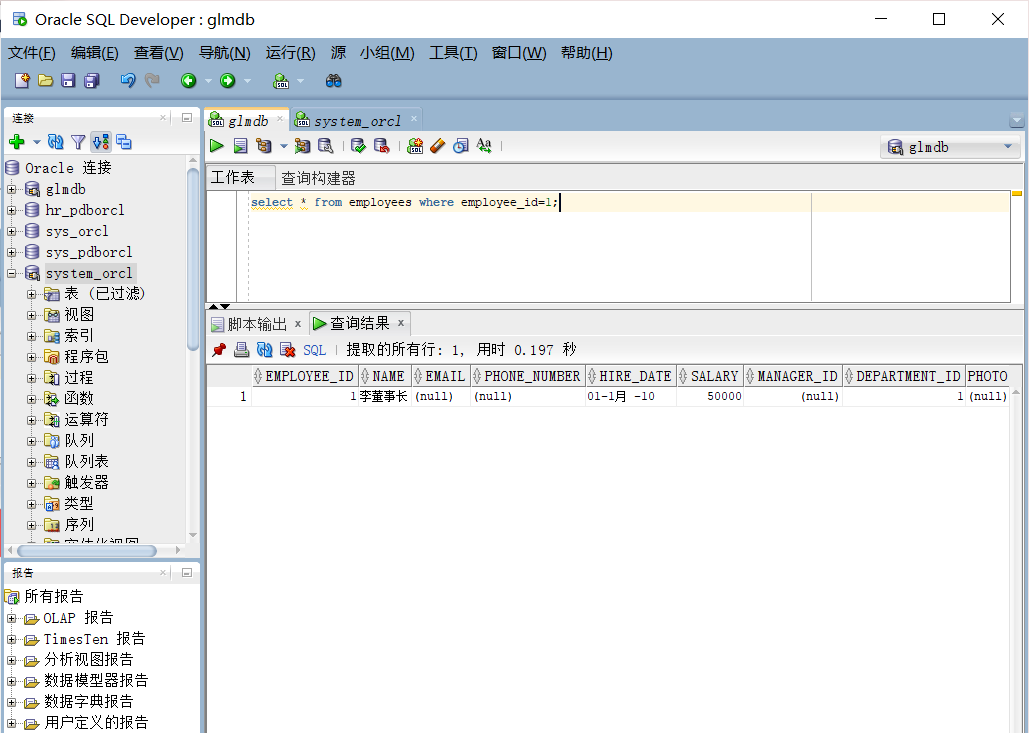 Oracle SQL Developer : glmdb
文件(F) 编辑(E) 查看(V) 导航(N) 运行(R) 源 小组(M) 工具(T) 窗口(W) 帮助(H)
连接
Oracle 连接
glmdb
hr_pdborcl
sys_orcl
sys_pdborcl
system_orcl
表 (已过滤)
视图
索引
程序包
过程
函数
运算符
队列
队列表
触发器
类型
序列
实体化视图
报告
所有报告
OLAP 报告
TimesTen 报告
分析视图报告
数据模型器报告
数据字典报告
用户定义的报告
glmdb system_orcl
glmdb
工作表 查询构建器
select * from employees where employee_id=1;
脚本输出 x 查询结果 x
SQL | 提取的所有行: 1, 用时 0.197 秒
EMPLOYEE_ID NAME EMAIL PHONE_NUMBER HIRE_DATE SALARY MANAGER_ID DEPARTMENT_ID PHOTO
1 1 李董事长 (null) (null) 01-1月 -10 50000 (null) 1 (null)